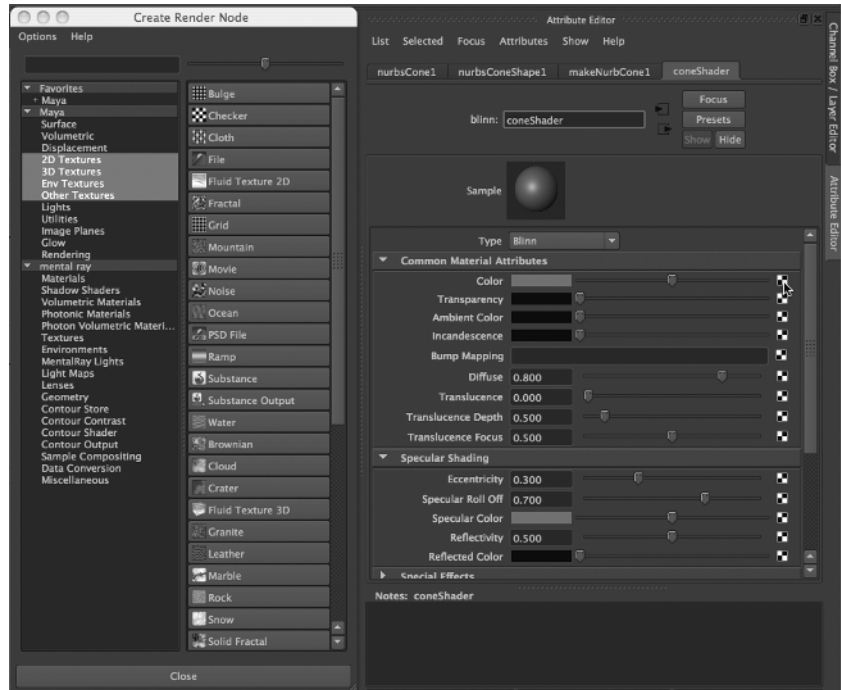 Create Render Node
Options Help
Favorites
+ Maya
Maya
Surface
Volumetric
Displacement
2D Textures
3D Textures
Env Textures
Other Textures
Lights
Utilities
Image Planes
Glow
Rendering
mental ray
Materials
Shadow Shaders
Volumetric Materials
Photonic Materials
Photon Volumetric Materi...
Textures
Environments
MentalRay Lights
Light Maps
Lenses
Geometry
Contour Store
Contour Contrast
Contour Shader
Contour Output
Sample Compositing
Data Conversion
Miscellaneous
Bulge
Checker
Cloth
File
Fluid Texture 2D
Fractal
Grid
Mountain
Movie
Noise
Ocean
PSD File
Ramp
Substance
Substance Output
Water
Brownian
Cloud
Crater
Fluid Texture 3D
Granite
Leather
Marble
Rock
Snow
Solid Fractal
Close
Attribute Editor
List Selected Focus Attributes Show Help
nurbsCone1 nurbsConeShape1 makeNurbCone1 coneShader
blinn: coneShader
Focus
Presets
Show Hide
Sample
Type Blinn
Common Material Attributes
Color
Transparency
Ambient Color
Incandescence
Bump Mapping
Diffuse 0.800
Translucence 0.000
Translucence Depth 0.500
Translucence Focus 0.500
Specular Shading
Eccentricity 0.300
Specular Roll Off 0.700
Specular Color
Reflectivity 0.500
Reflected Color
Special Effects
Notes: coneShader
Channel Box / Layer Editor
Attribute Editor